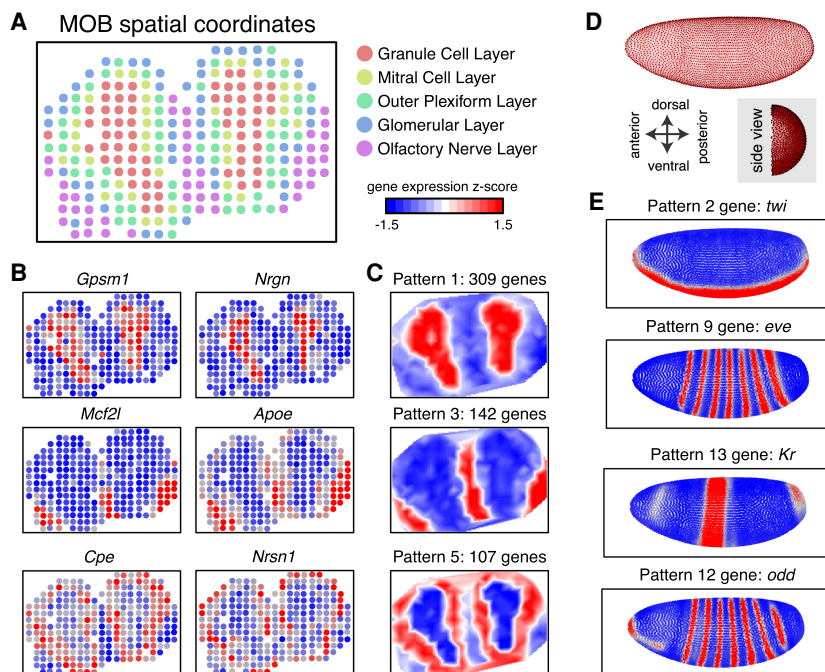 A
MOB spatial coordinates
Granule Cell Layer
Mitral Cell Layer
Outer Plexiform Layer
Glomerular Layer
Olfactory Nerve Layer
gene expression z-score
-1.5 1.5
B
Gpsm1 Nrgn
Mcf2l Apoe
Cpe Nrsn1
C
Pattern 1: 309 genes
Pattern 3: 142 genes
Pattern 5: 107 genes
D
dorsal
anterior
posterior
ventral
side view
E
Pattern 2 gene: twi
Pattern 9 gene: eve
Pattern 13 gene: Kr
Pattern 12 gene: odd